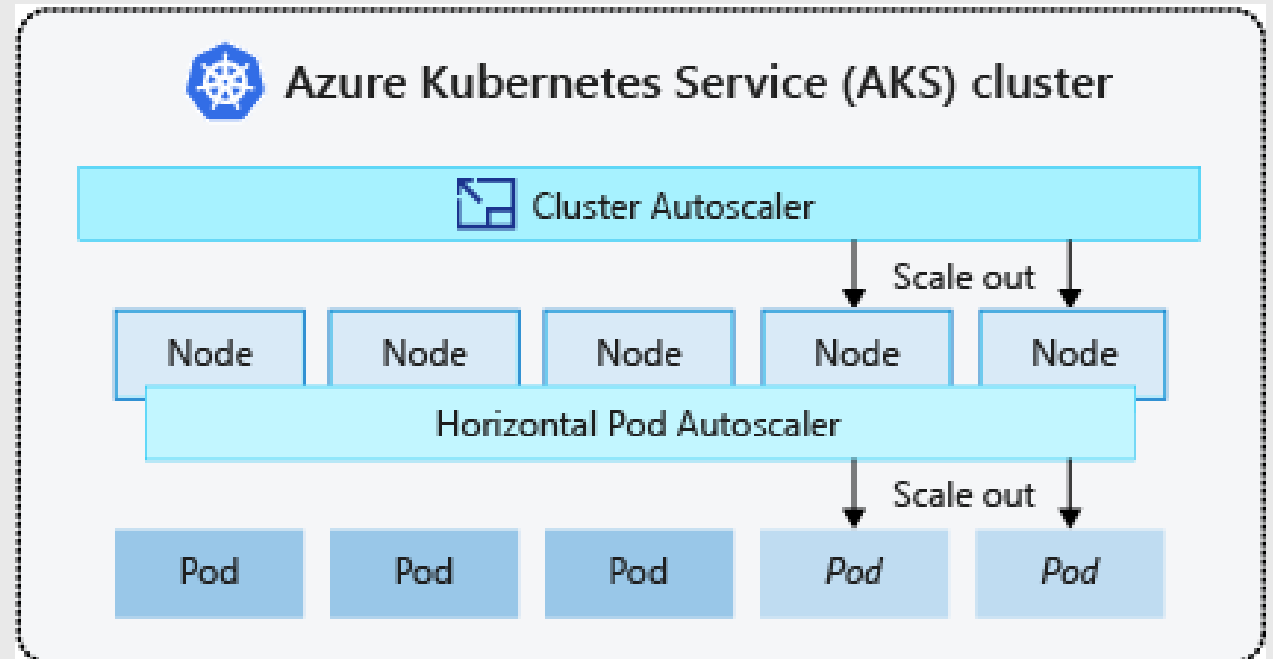 Azure Kubernetes Service (AKS) cluster
Cluster Autoscaler
Scale out
Node Node Node Node Node
Horizontal Pod Autoscaler
Scale out
Pod Pod Pod Pod Pod